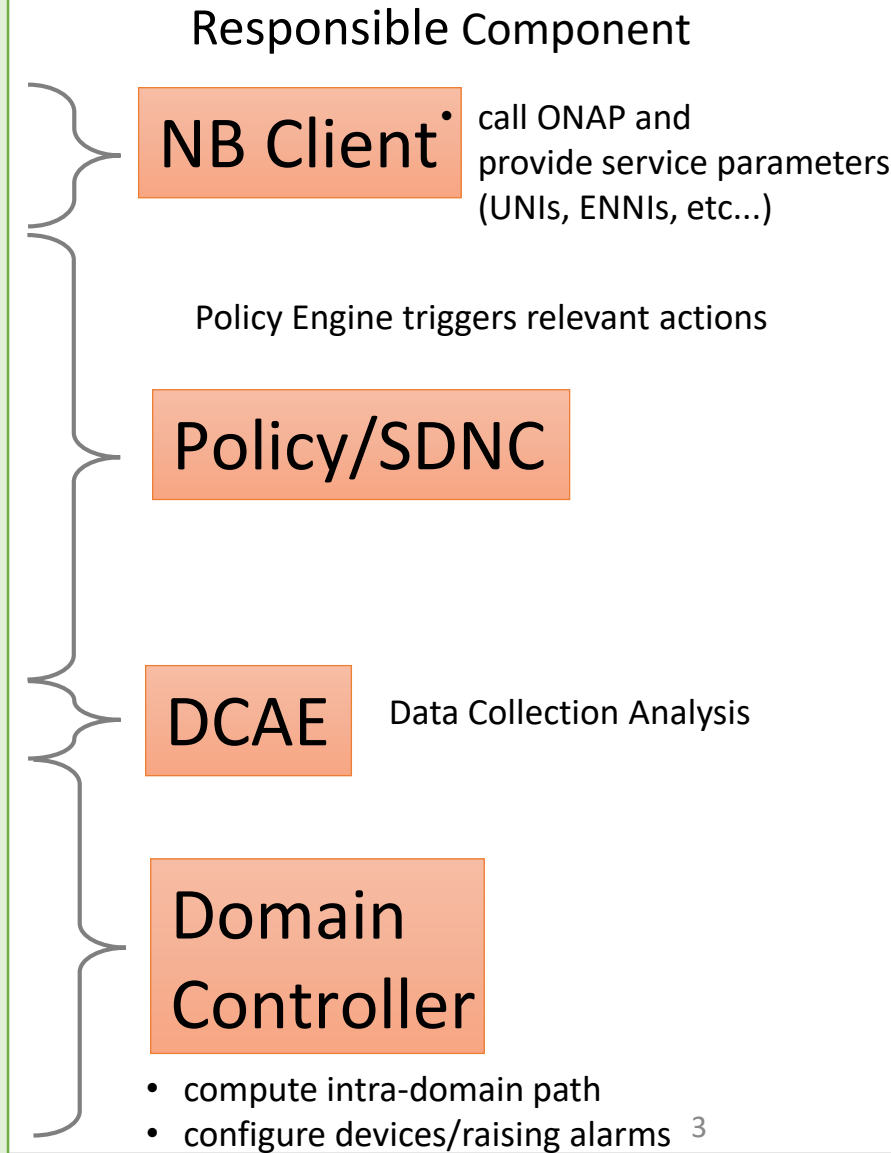 Responsible Component
NB Client
• call ONAP and
provide service parameters
(UNIs, ENNIs, etc...)
Policy Engine triggers relevant actions
Policy/SDNC
DCAE
Data Collection Analysis
Domain
Controller
• compute intra-domain path
• configure devices/raising alarms
3